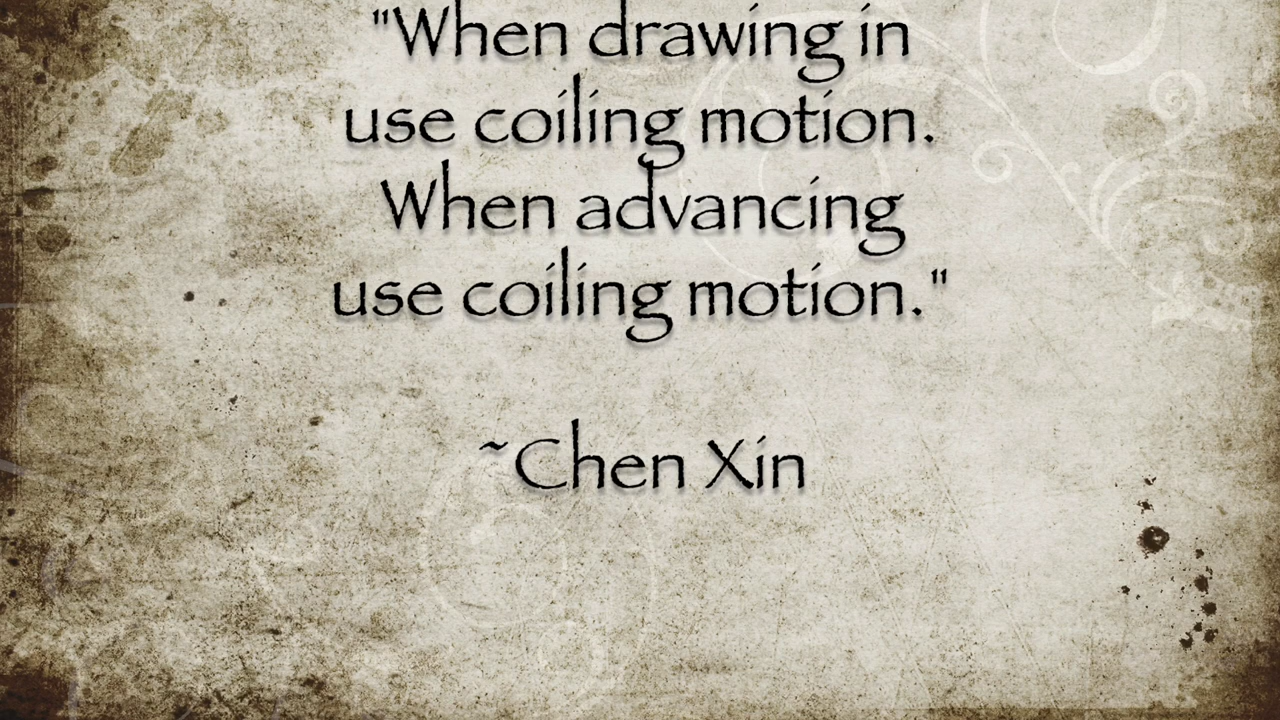 "When drawing in
use coiling motion.
When advancing
use coiling motion."
~Chen Xin